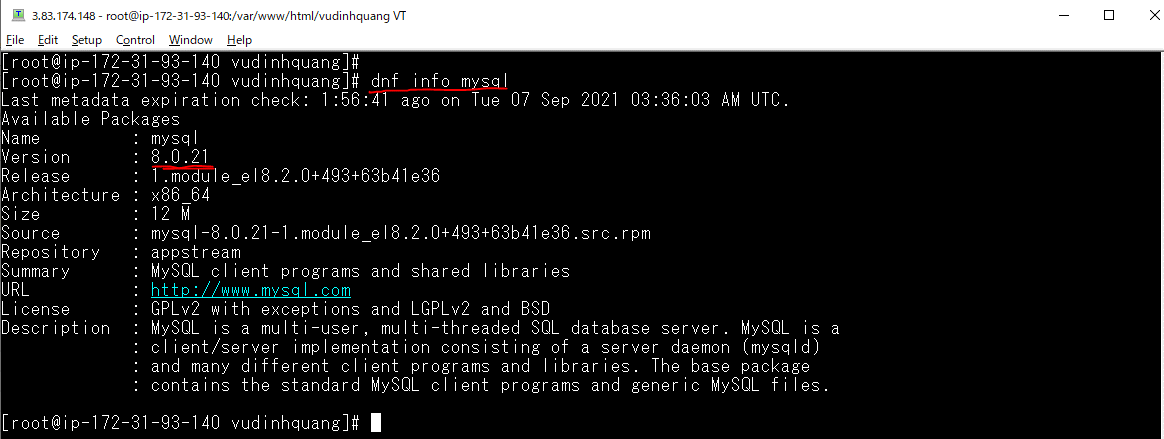 3.83.174.148 - root@ip-172-31-93-140:/var/www/html/vudinhquang VT
File Edit Setup Control Window Help
[root@ip-172-31-93-140 vudinhquang]#
[root@ip-172-31-93-140 vudinhquang]# dnf info mysql
Last metadata expiration check: 1:56:41 ago on Tue 07 Sep 2021 03:36:03 AM UTC.
Available Packages
Name         : mysql
Version      : 8.0.21
Release      : 1.module_el8.2.0+493+63b41e36
Architecture : x86_64
Size         : 12 M
Source       : mysql-8.0.21-1.module_el8.2.0+493+63b41e36.src.rpm
Repository   : appstream
Summary      : MySQL client programs and shared libraries
URL          : http://www.mysql.com
License      : GPLv2 with exceptions and LGPLv2 and BSD
Description  : MySQL is a multi-user, multi-threaded SQL database server. MySQL is a
             : client/server implementation consisting of a server daemon (mysqld)
             : and many different client programs and libraries. The base package
             : contains the standard MySQL client programs and generic MySQL files.
[root@ip-172-31-93-140 vudinhquang]#